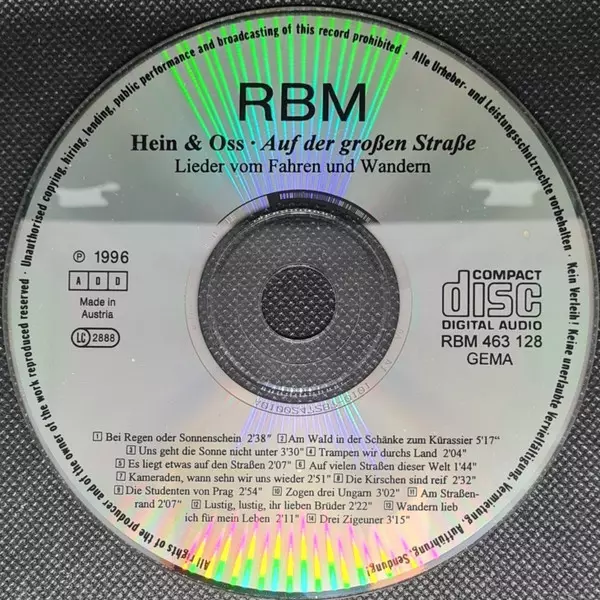 Unauthorised copying, hiring, lending, public performance and broadcasting of this record prohibited · Alle Urheber- und Leistungsschutzrechte vorbehalten · Kein Verleih! Keine unerlaubte Vervielfältigung, Vermietung, Aufführung, Sendung!
All rights of the producer and of the owner of the work reproduced reserved ·
RBM
Hein & Oss · Auf der großen Straße
Lieder vom Fahren und Wandern
℗ 1996
A D D
Made in
Austria
LC 2888
COMPACT
disc
DIGITAL AUDIO
RBM 463 128
GEMA
1 Bei Regen oder Sonnenschein 2'38" 2 Am Wald in der Schänke zum Kürassier 5'17"
3 Uns geht die Sonne nicht unter 3'30 4 Trampen wir durchs Land 2'04"
5 Es liegt etwas auf den Straßen 2'07" 6 Auf vielen Straßen dieser Welt 1'44"
7 Kameraden, wann sehn wir uns wieder 2'51" 8 Die Kirschen sind reif 2'32"
9 Die Studenten von Prag 2'54" 10 Zogen drei Ungarn 3'02" 11 Am Straßen-
rand 2'07" 12 Lustig, lustig, ihr lieben Brüder 2'22" 13 Wandern lieb
ich für mein Leben 2'11" 14 Drei Zigeuner 3'15"